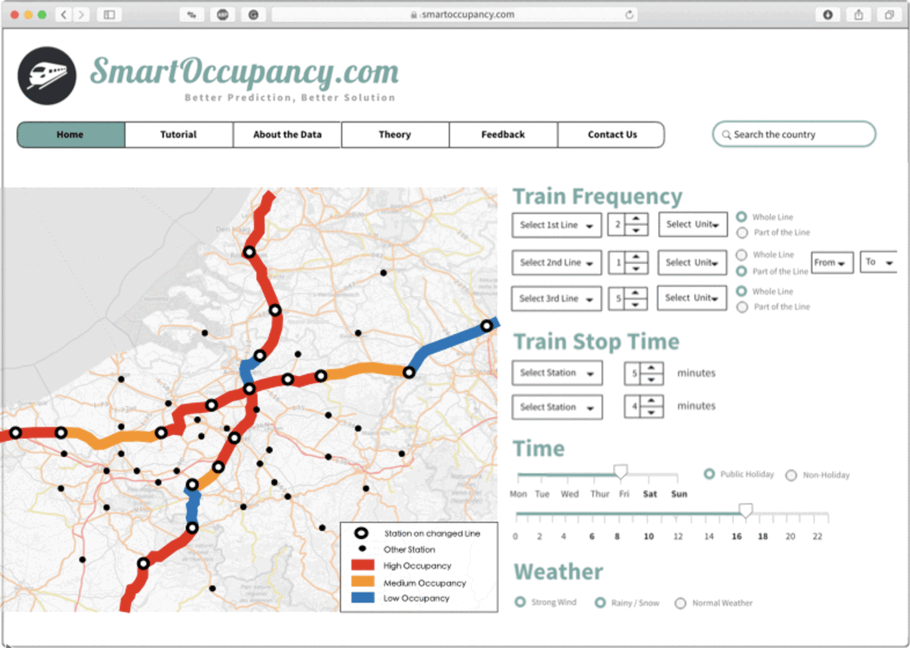 smartoccupancy.com
SmartOccupancy.com
Better Prediction, Better Solution
Home Tutorial About the Data Theory Feedback Contact Us
Search the country
Train Frequency
Select 1st Line 2 Select Unit Whole Line
Part of the Line
Select 2nd Line 1 Select Unit Whole Line
Part of the Line From To
Select 3rd Line 5 Select Unit Whole Line
Part of the Line
Train Stop Time
Select Station 5 minutes
Select Station 4 minutes
Time
Public Holiday Non-Holiday
Mon Tue Wed Thur Fri Sat Sun
0 2 4 6 8 10 12 14 16 18 20 22
Weather
Strong Wind Rainy / Snow Normal Weather
Station on changed Line
Other Station
High Occupancy
Medium Occupancy
Low Occupancy